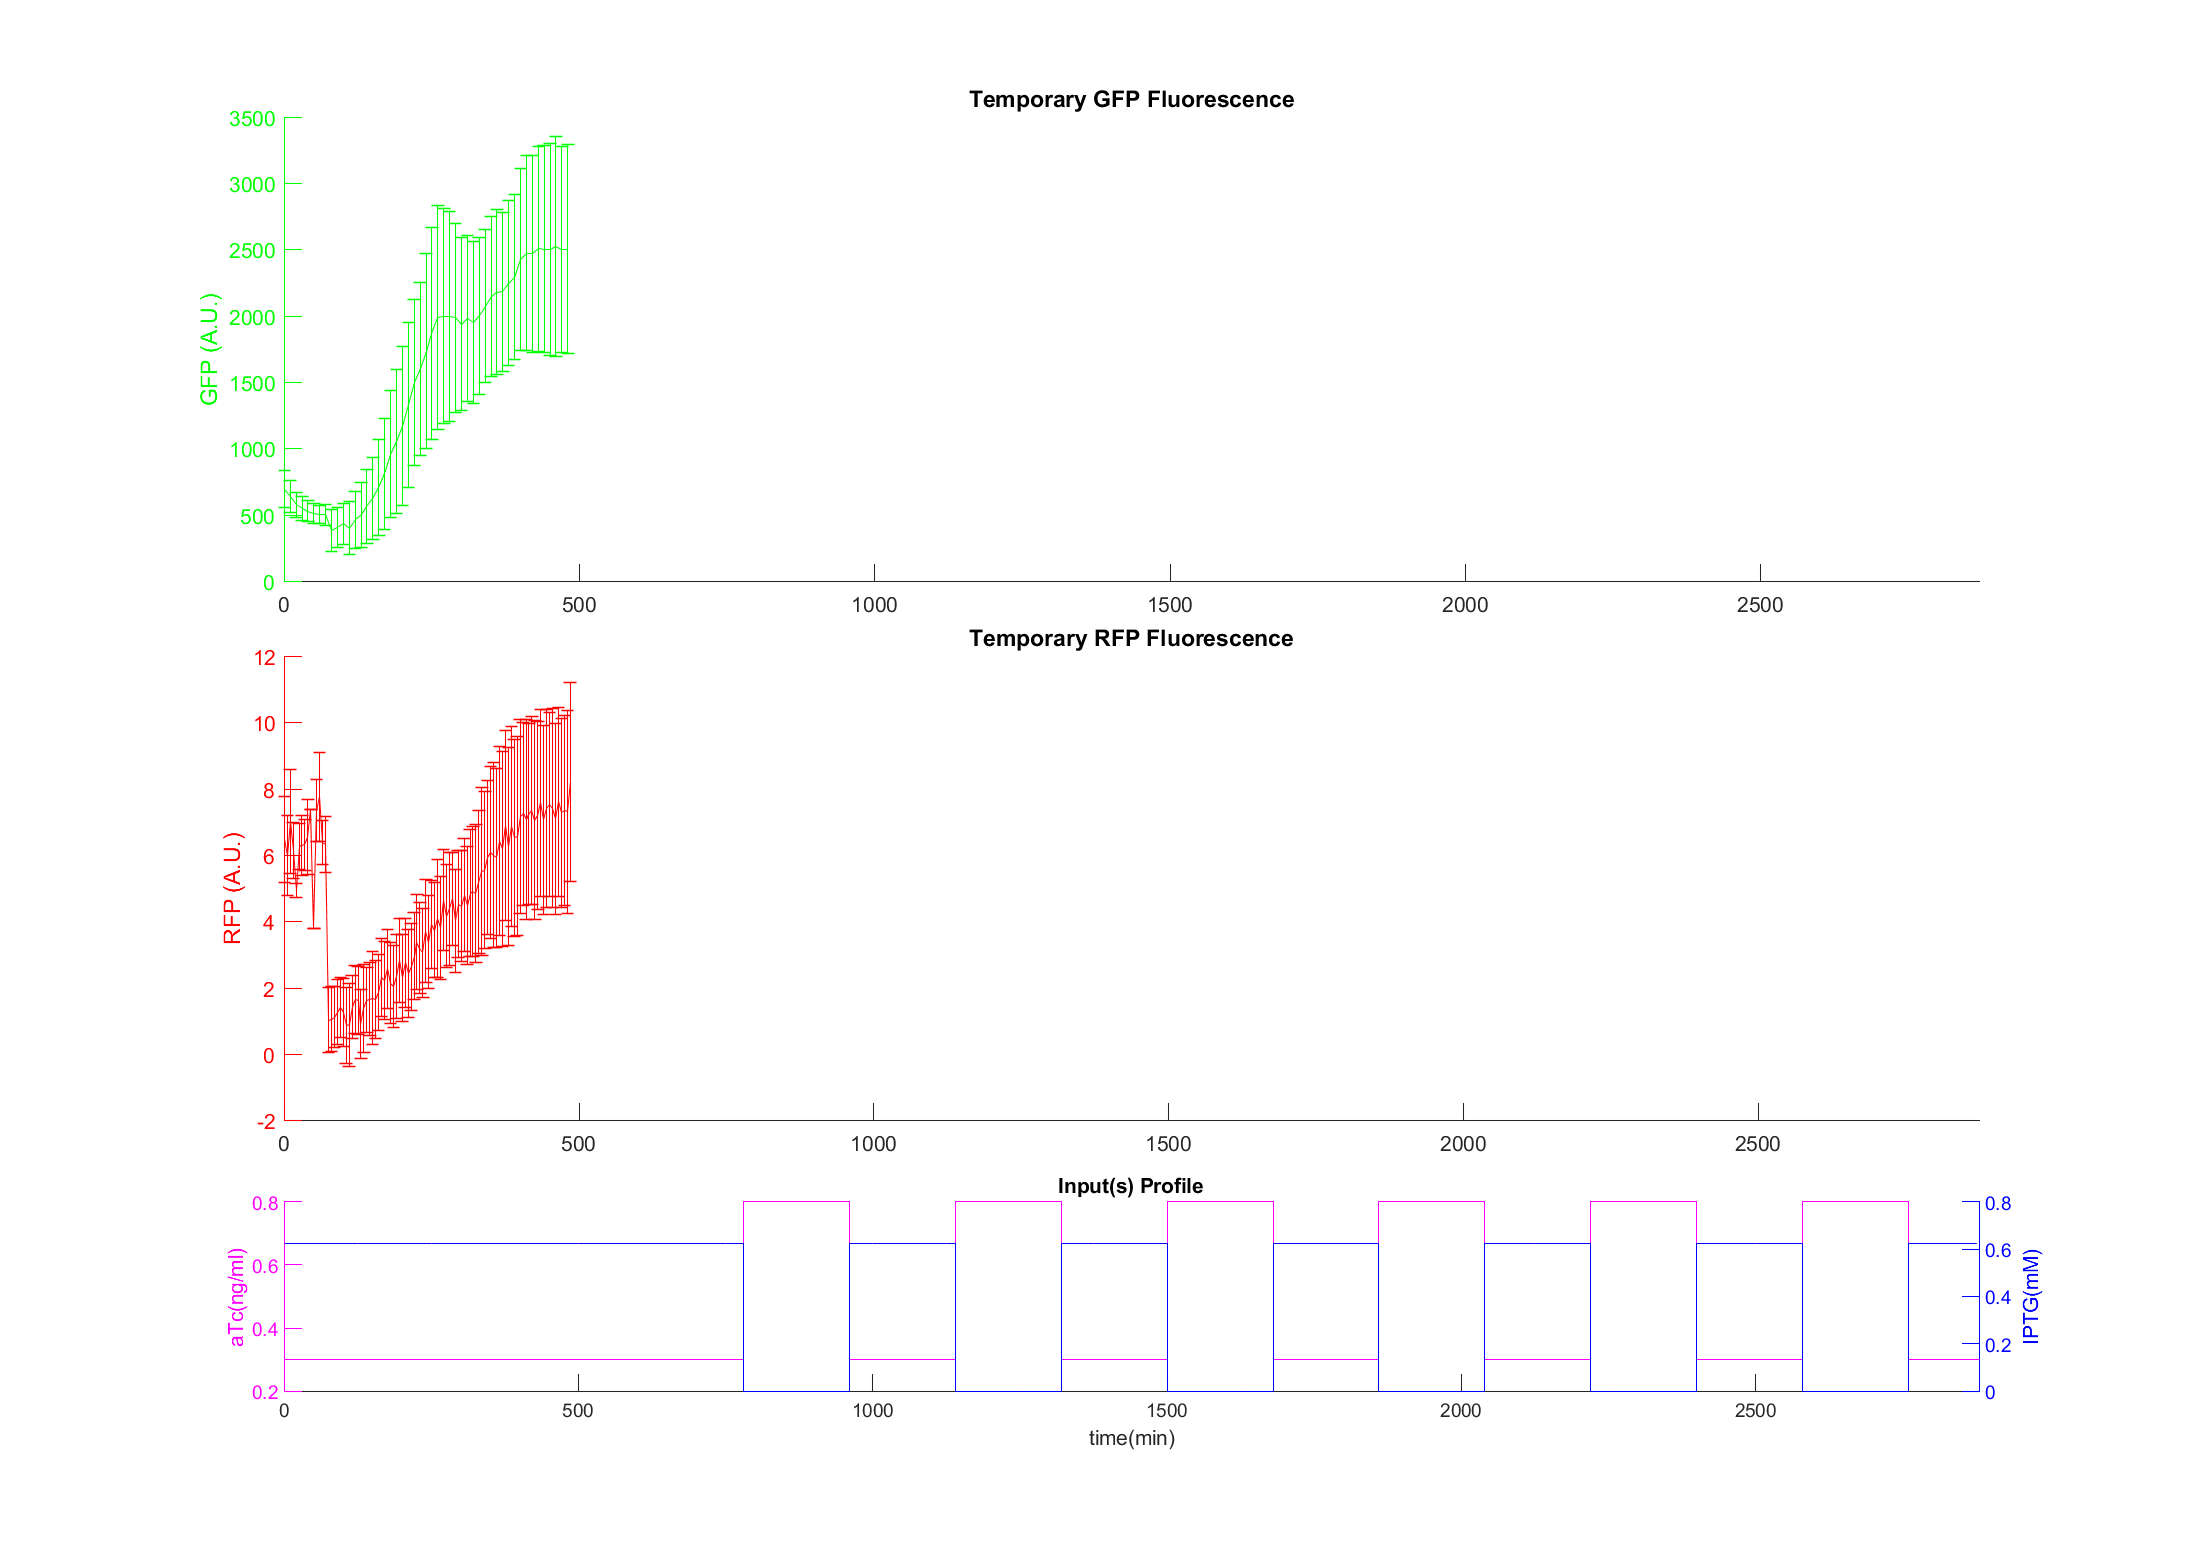 Temporary GFP Fluorescence
3500
3000
2500
2000
1500
1000
500
0
GFP (A.U.)
0 500 1000 1500 2000 2500
Temporary RFP Fluorescence
12
10
8
6
4
2
0
-2
RFP (A.U.)
0 500 1000 1500 2000 2500
Input(s) Profile
0.8
0.6
0.4
0.2
aTc(ng/ml)
0.8
0.6
0.4
0.2
0
IPTG(mM)
0 500 1000 1500 2000 2500
time(min)